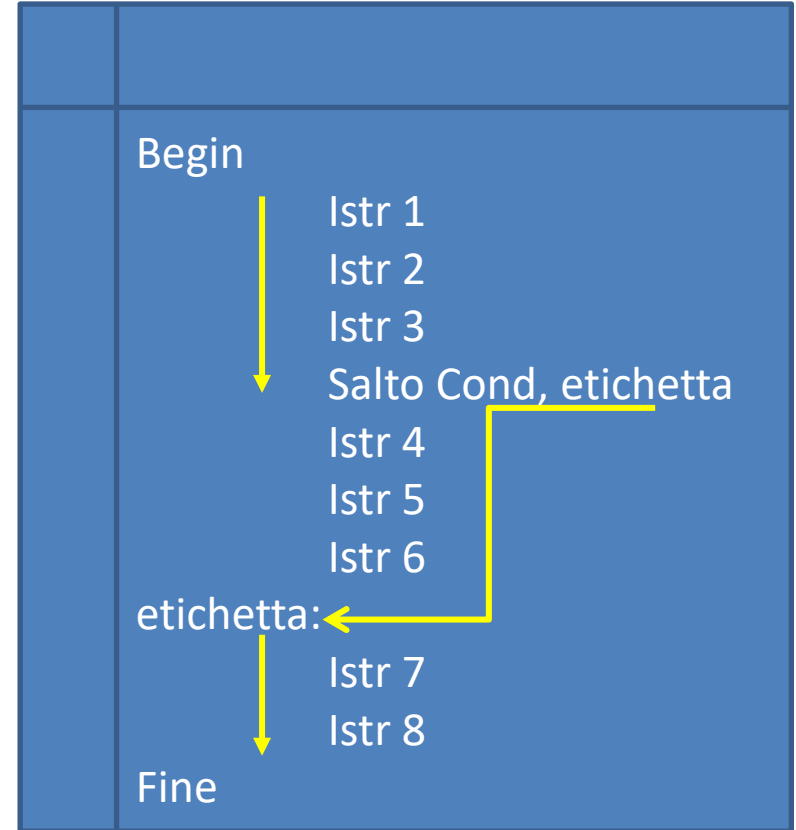 Begin
Istr 1
Istr 2
Istr 3
Salto Cond, etichetta
Istr 4
Istr 5
Istr 6
etichetta:
Istr 7
Istr 8
Fine